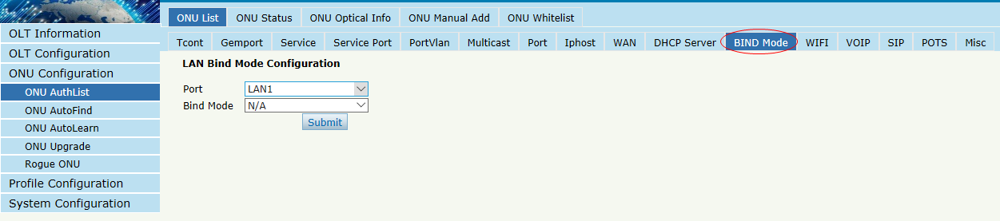 ONU List ONU Status ONU Optical Info ONU Manual Add ONU Whitelist
OLT Information
OLT Configuration
ONU Configuration
ONU AuthList
ONU AutoFind
ONU AutoLearn
ONU Upgrade
Rogue ONU
Profile Configuration
System Configuration
Tcont Gemport Service Service Port PortVlan Multicast Port Iphost WAN DHCP Server BIND Mode WIFI VOIP SIP POTS Misc
LAN Bind Mode Configuration
Port LAN1
Bind Mode N/A
Submit